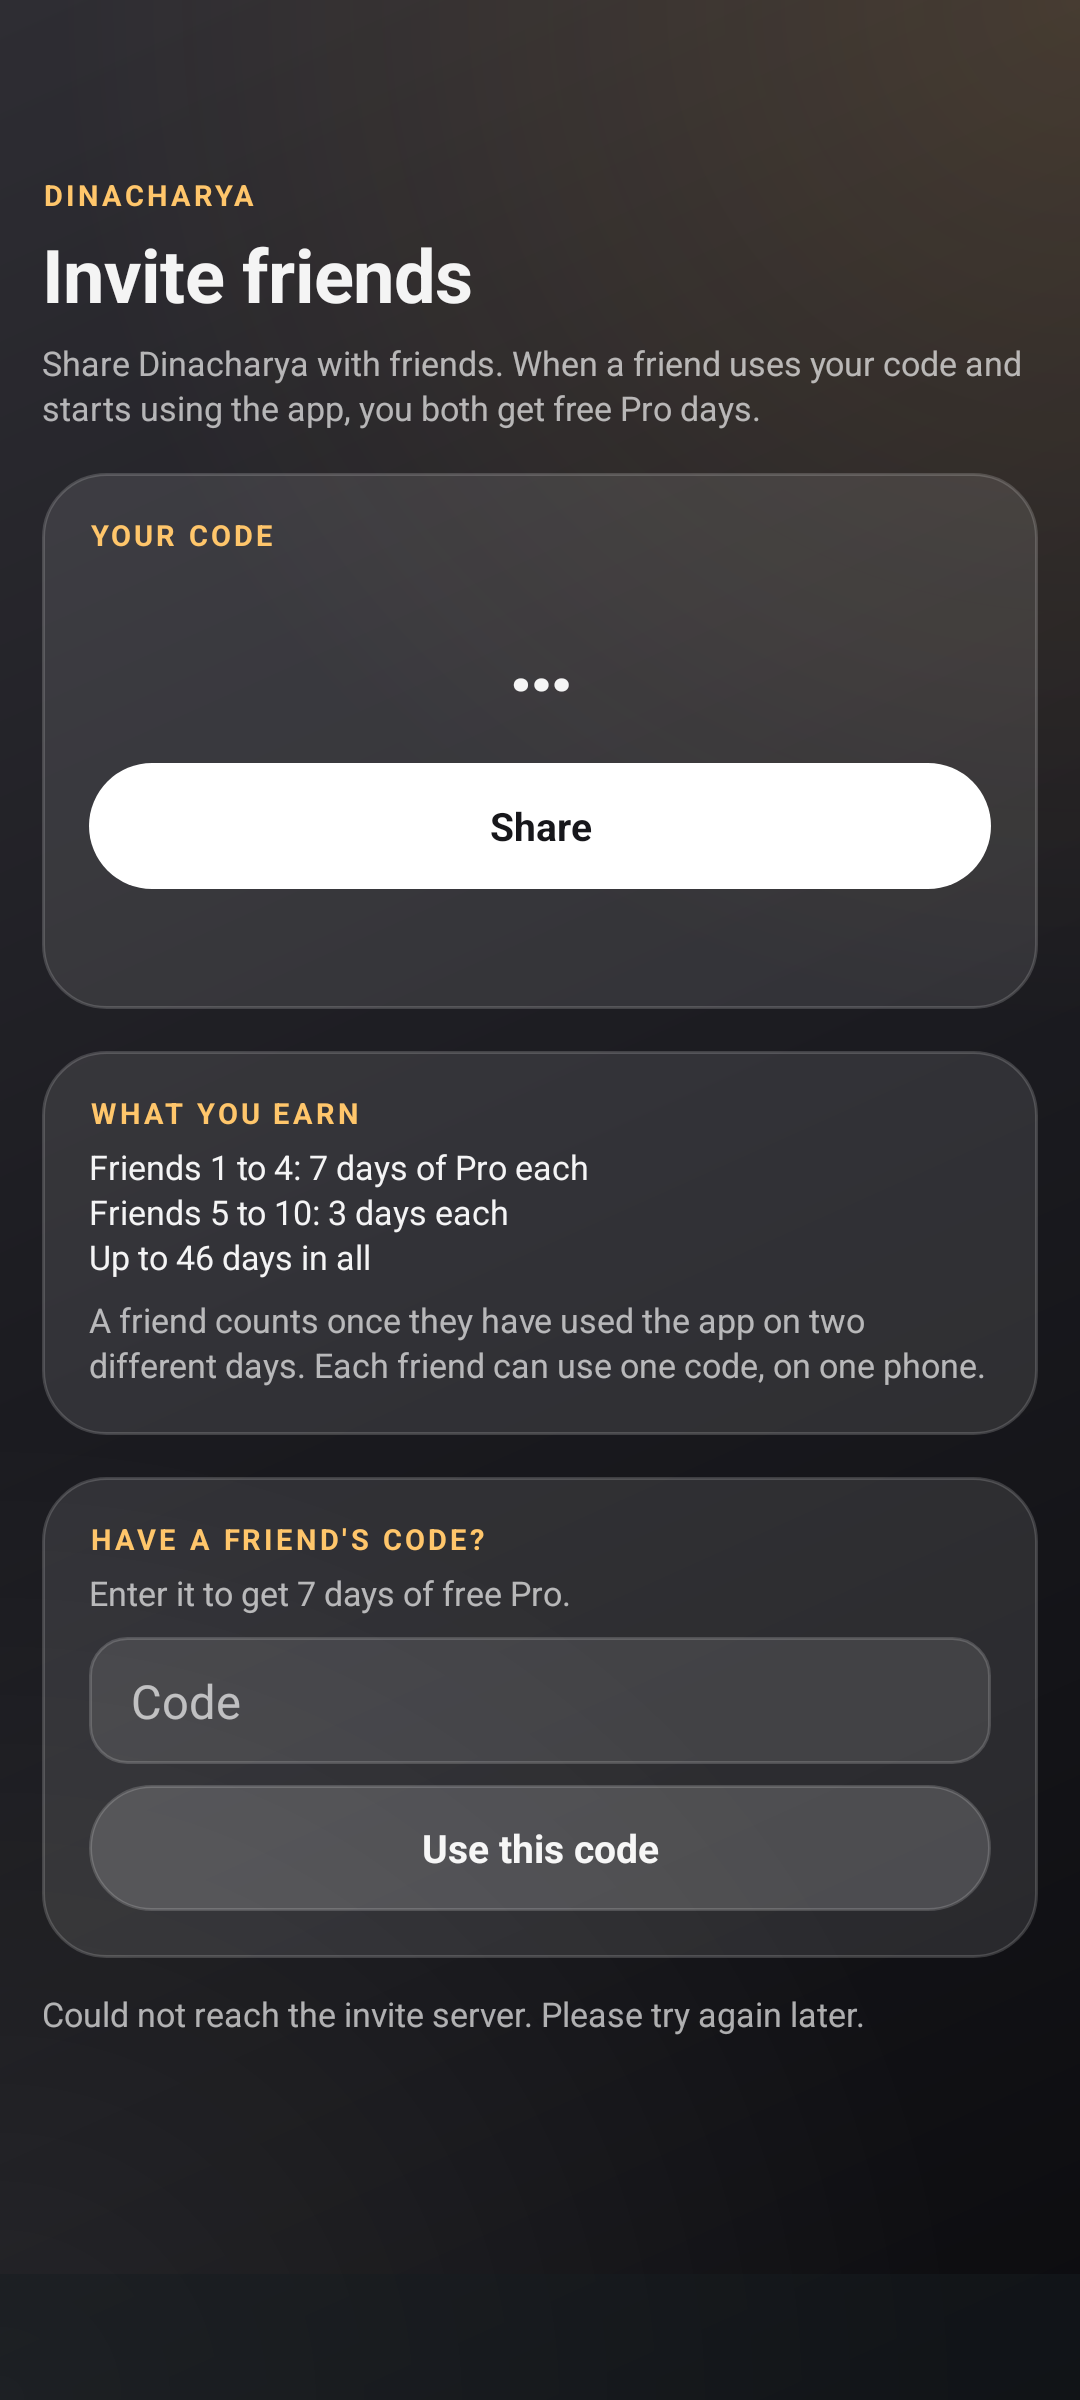 DINACHARYA
Invite friends
Share Dinacharya with friends. When a friend uses your code and
starts using the app, you both get free Pro days.
YOUR CODE
•••
Share
WHAT YOU EARN
Friends 1 to 4: 7 days of Pro each
Friends 5 to 10: 3 days each
Up to 46 days in all
A friend counts once they have used the app on two
different days. Each friend can use one code, on one phone.
HAVE A FRIEND'S CODE?
Enter it to get 7 days of free Pro.
Code
Use this code
Could not reach the invite server. Please try again later.